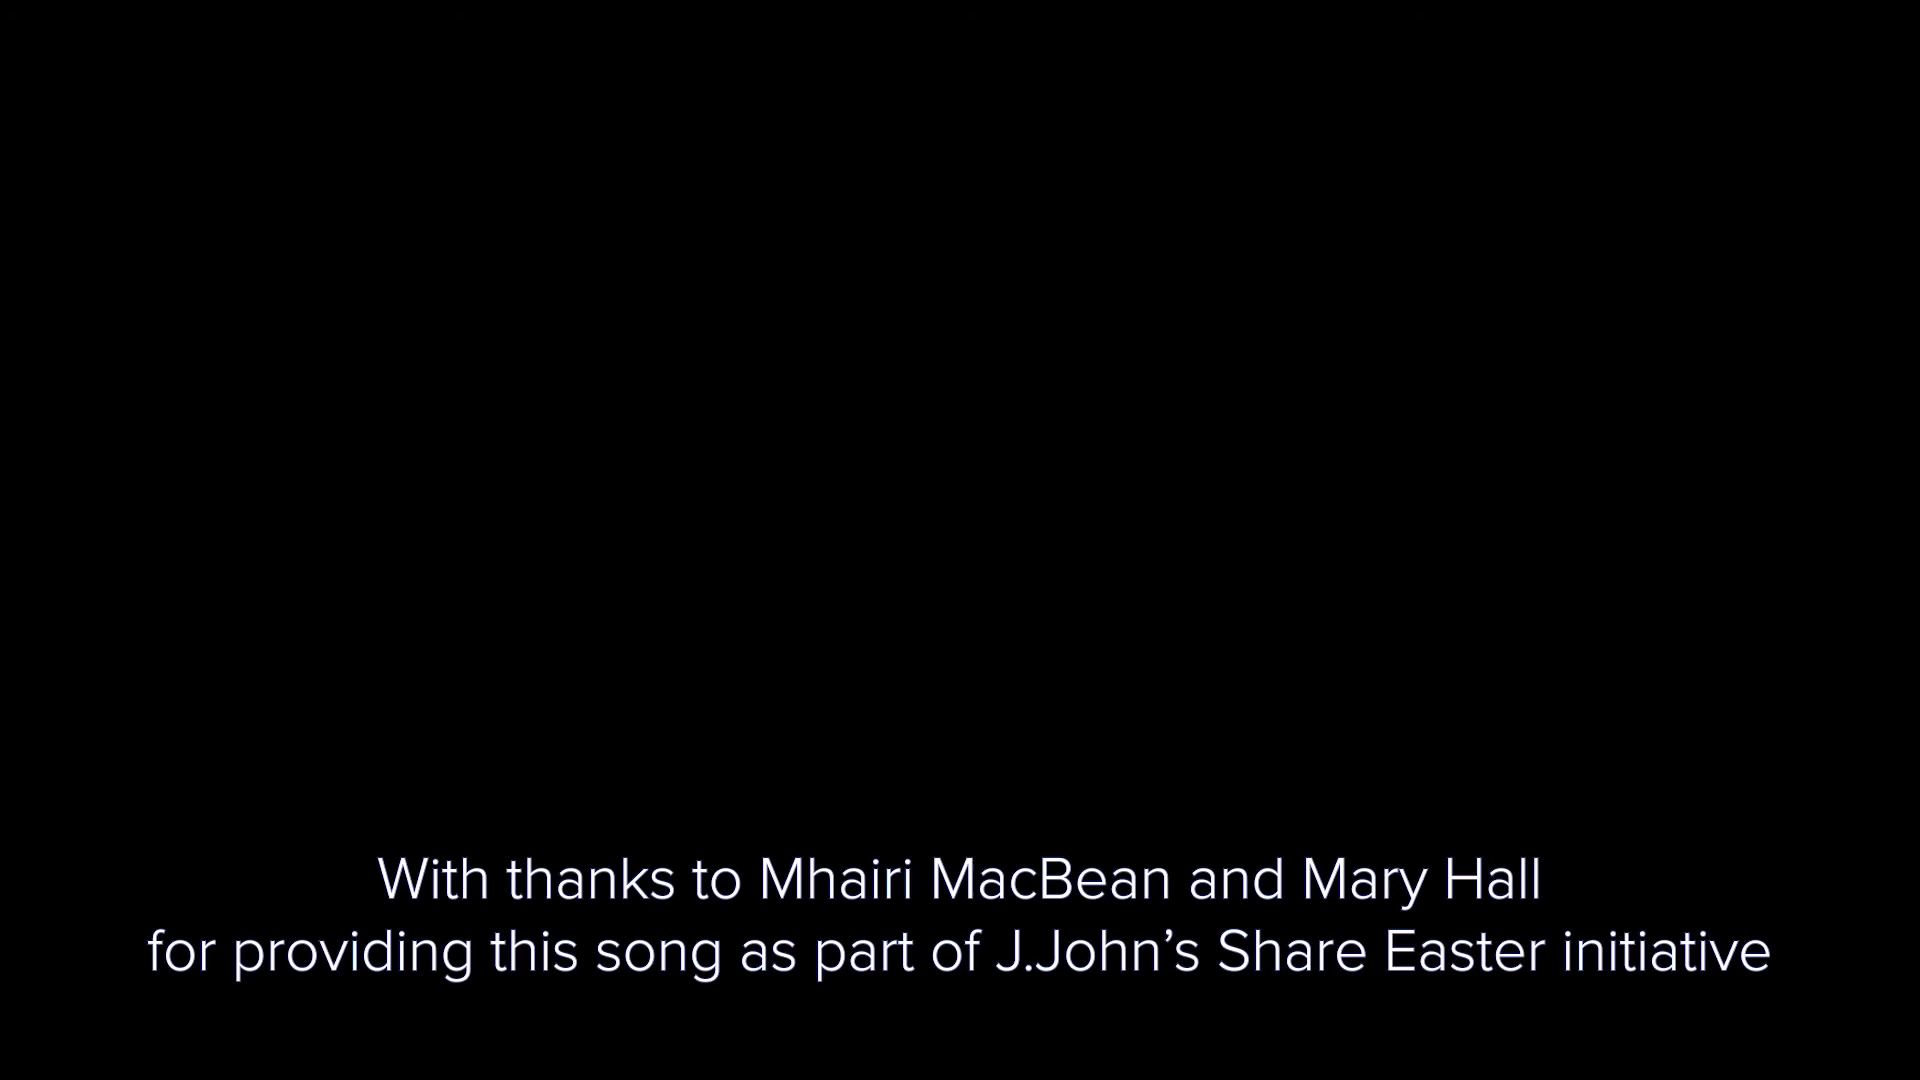 With thanks to Mhairi MacBean and Mary Hall
for providing this song as part of J.John’s Share Easter initiative